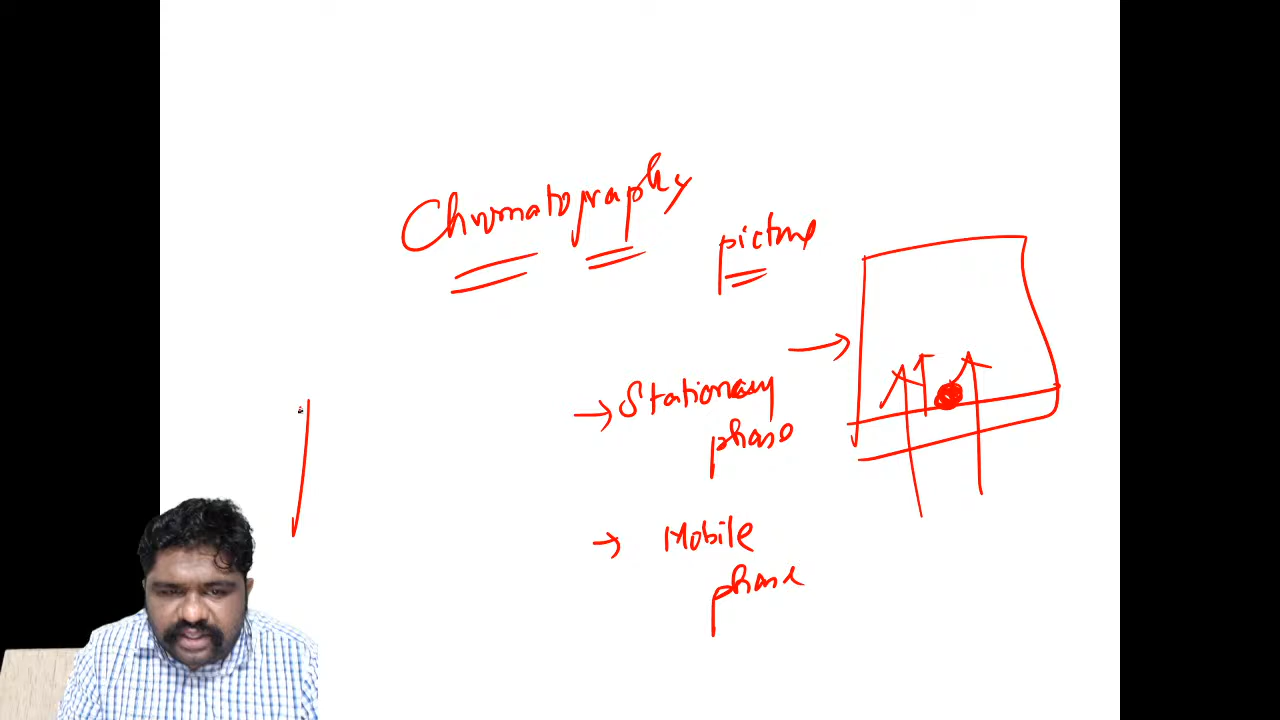 Chromatography
picture
→ Stationary
phase
→ Mobile
phase